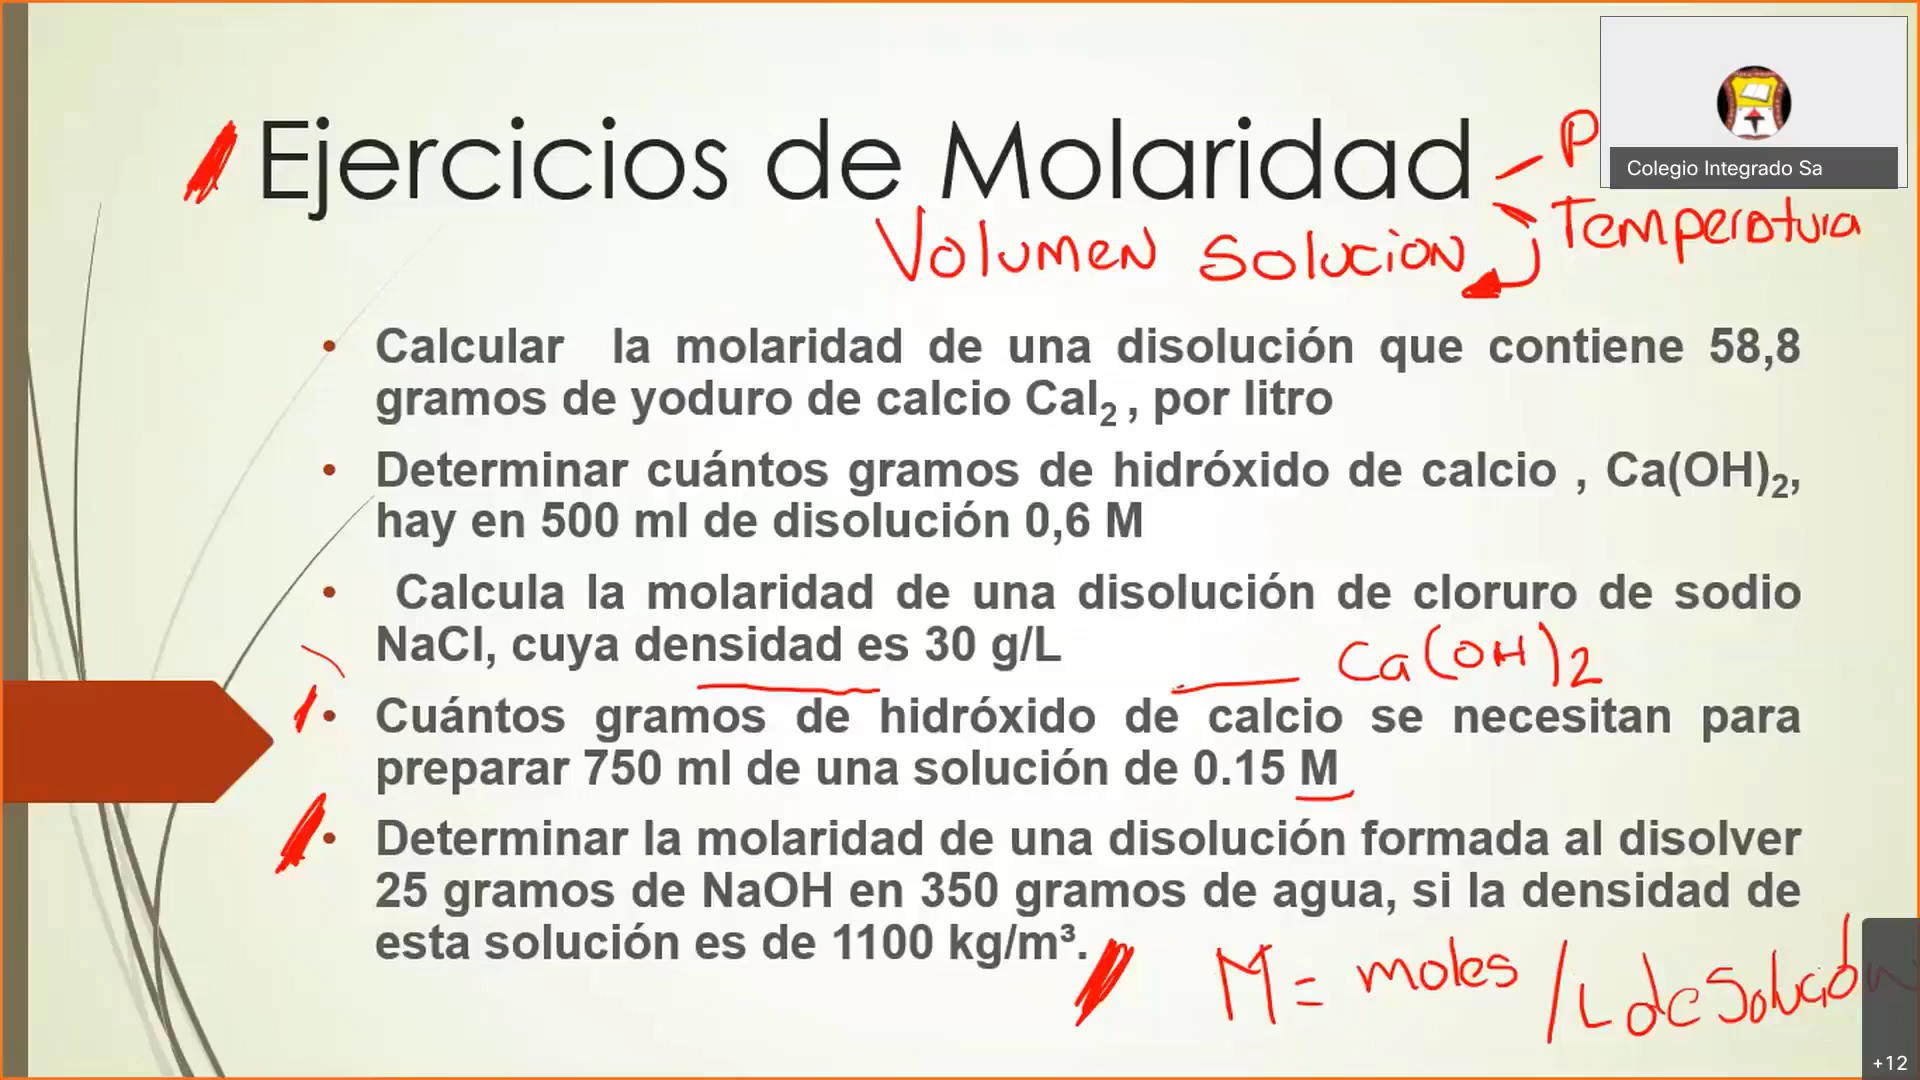 Ejercicios de Molaridad
P
Colegio Integrado Sa
Temperatura
Volumen Solucion
• Calcular la molaridad de una disolución que contiene 58,8
gramos de yoduro de calcio CaI₂ , por litro
• Determinar cuántos gramos de hidróxido de calcio , Ca(OH)₂,
hay en 500 ml de disolución 0,6 M
• Calcula la molaridad de una disolución de cloruro de sodio
NaCl, cuya densidad es 30 g/L
Ca(OH)2
• Cuántos gramos de hidróxido de calcio se necesitan para
preparar 750 ml de una solución de 0.15 M
• Determinar la molaridad de una disolución formada al disolver
25 gramos de NaOH en 350 gramos de agua, si la densidad de
esta solución es de 1100 kg/m³.
M = moles / L de Solución
+12